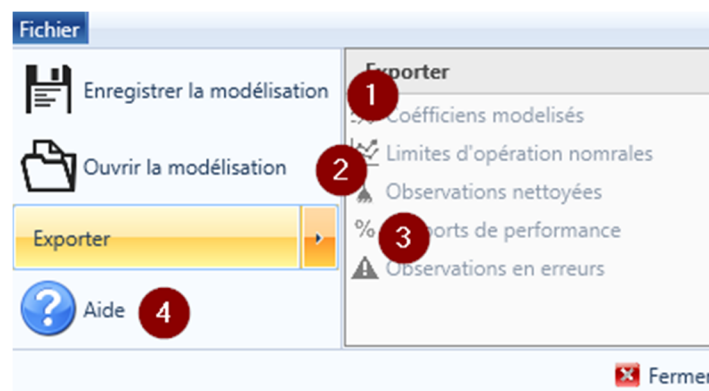 Fichier
Enregistrer la modélisation
Ouvrir la modélisation
Exporter
Aide
Exporter
Coéfficiens modelisés
Limites d'opération nomrales
Observations nettoyées
% ports de performance
Observations en erreurs
1
2
3
4
Fermer